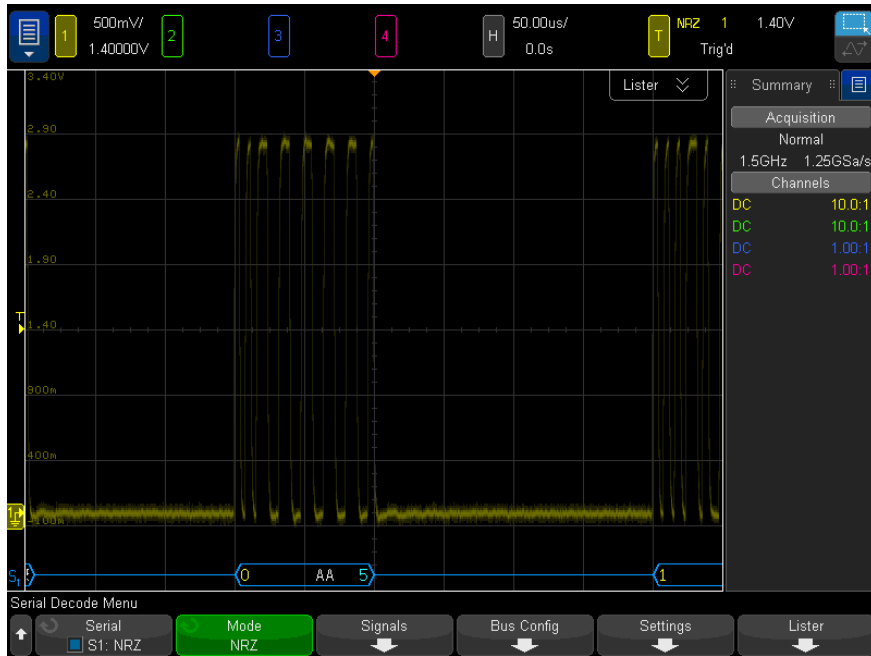 1 500mV/ 1.40000V 2 3 4 H 50.00us/ 0.0s T NRZ 1 1.40V Trig'd
3.40V
Lister
Summary
Acquisition
Normal
1.5GHz 1.25GSa/s
Channels
DC 10.0:1
DC 10.0:1
DC 1.00:1
DC 1.00:1
2.90
2.40
1.90
T
1.40
900m
400m
1
-100m
S1 0 AA 5 1
Serial Decode Menu
Serial
S1: NRZ
Mode
NRZ
Signals
Bus Config
Settings
Lister